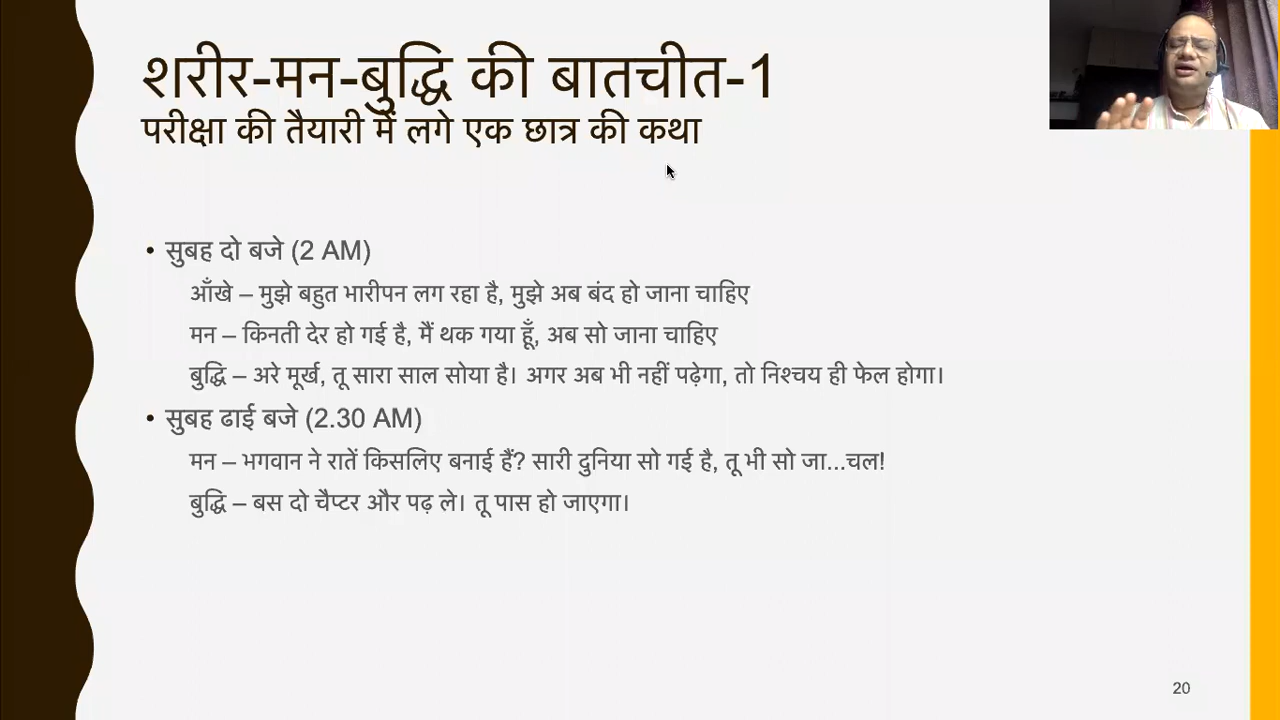 शरीर-मन-बुद्धि की बातचीत-1
परीक्षा की तैयारी में लगे एक छात्र की कथा
• सुबह दो बजे (2 AM)
आँखे – मुझे बहुत भारीपन लग रहा है, मुझे अब बंद हो जाना चाहिए
मन – किनती देर हो गई है, मैं थक गया हूँ, अब सो जाना चाहिए
बुद्धि – अरे मूर्ख, तू सारा साल सोया है। अगर अब भी नहीं पढ़ेगा, तो निश्चय ही फेल होगा।
• सुबह ढाई बजे (2.30 AM)
मन – भगवान ने रातें किसलिए बनाई हैं? सारी दुनिया सो गई है, तू भी सो जा...चल!
बुद्धि – बस दो चैप्टर और पढ़ ले। तू पास हो जाएगा।
20